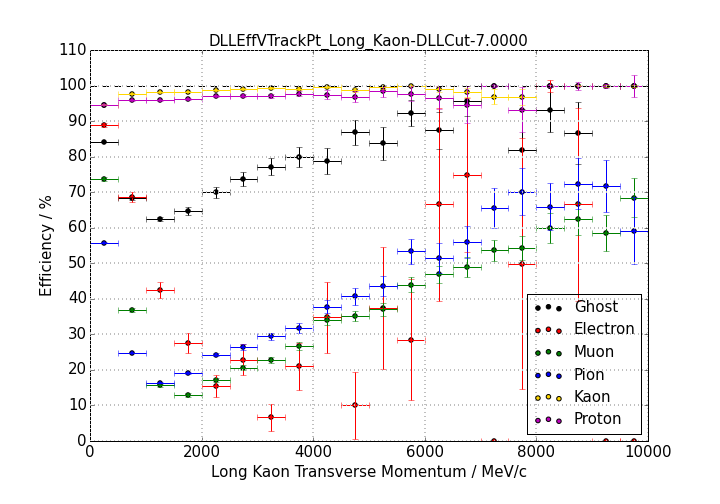 DLLEffVTrackPt_Long_Kaon-DLLCut-7.0000
110
100
90
80
70
60
50
40
30
20
10
0
Efficiency / %
Ghost
Electron
Muon
Pion
Kaon
Proton
0 2000 4000 6000 8000 10000
Long Kaon Transverse Momentum / MeV/c